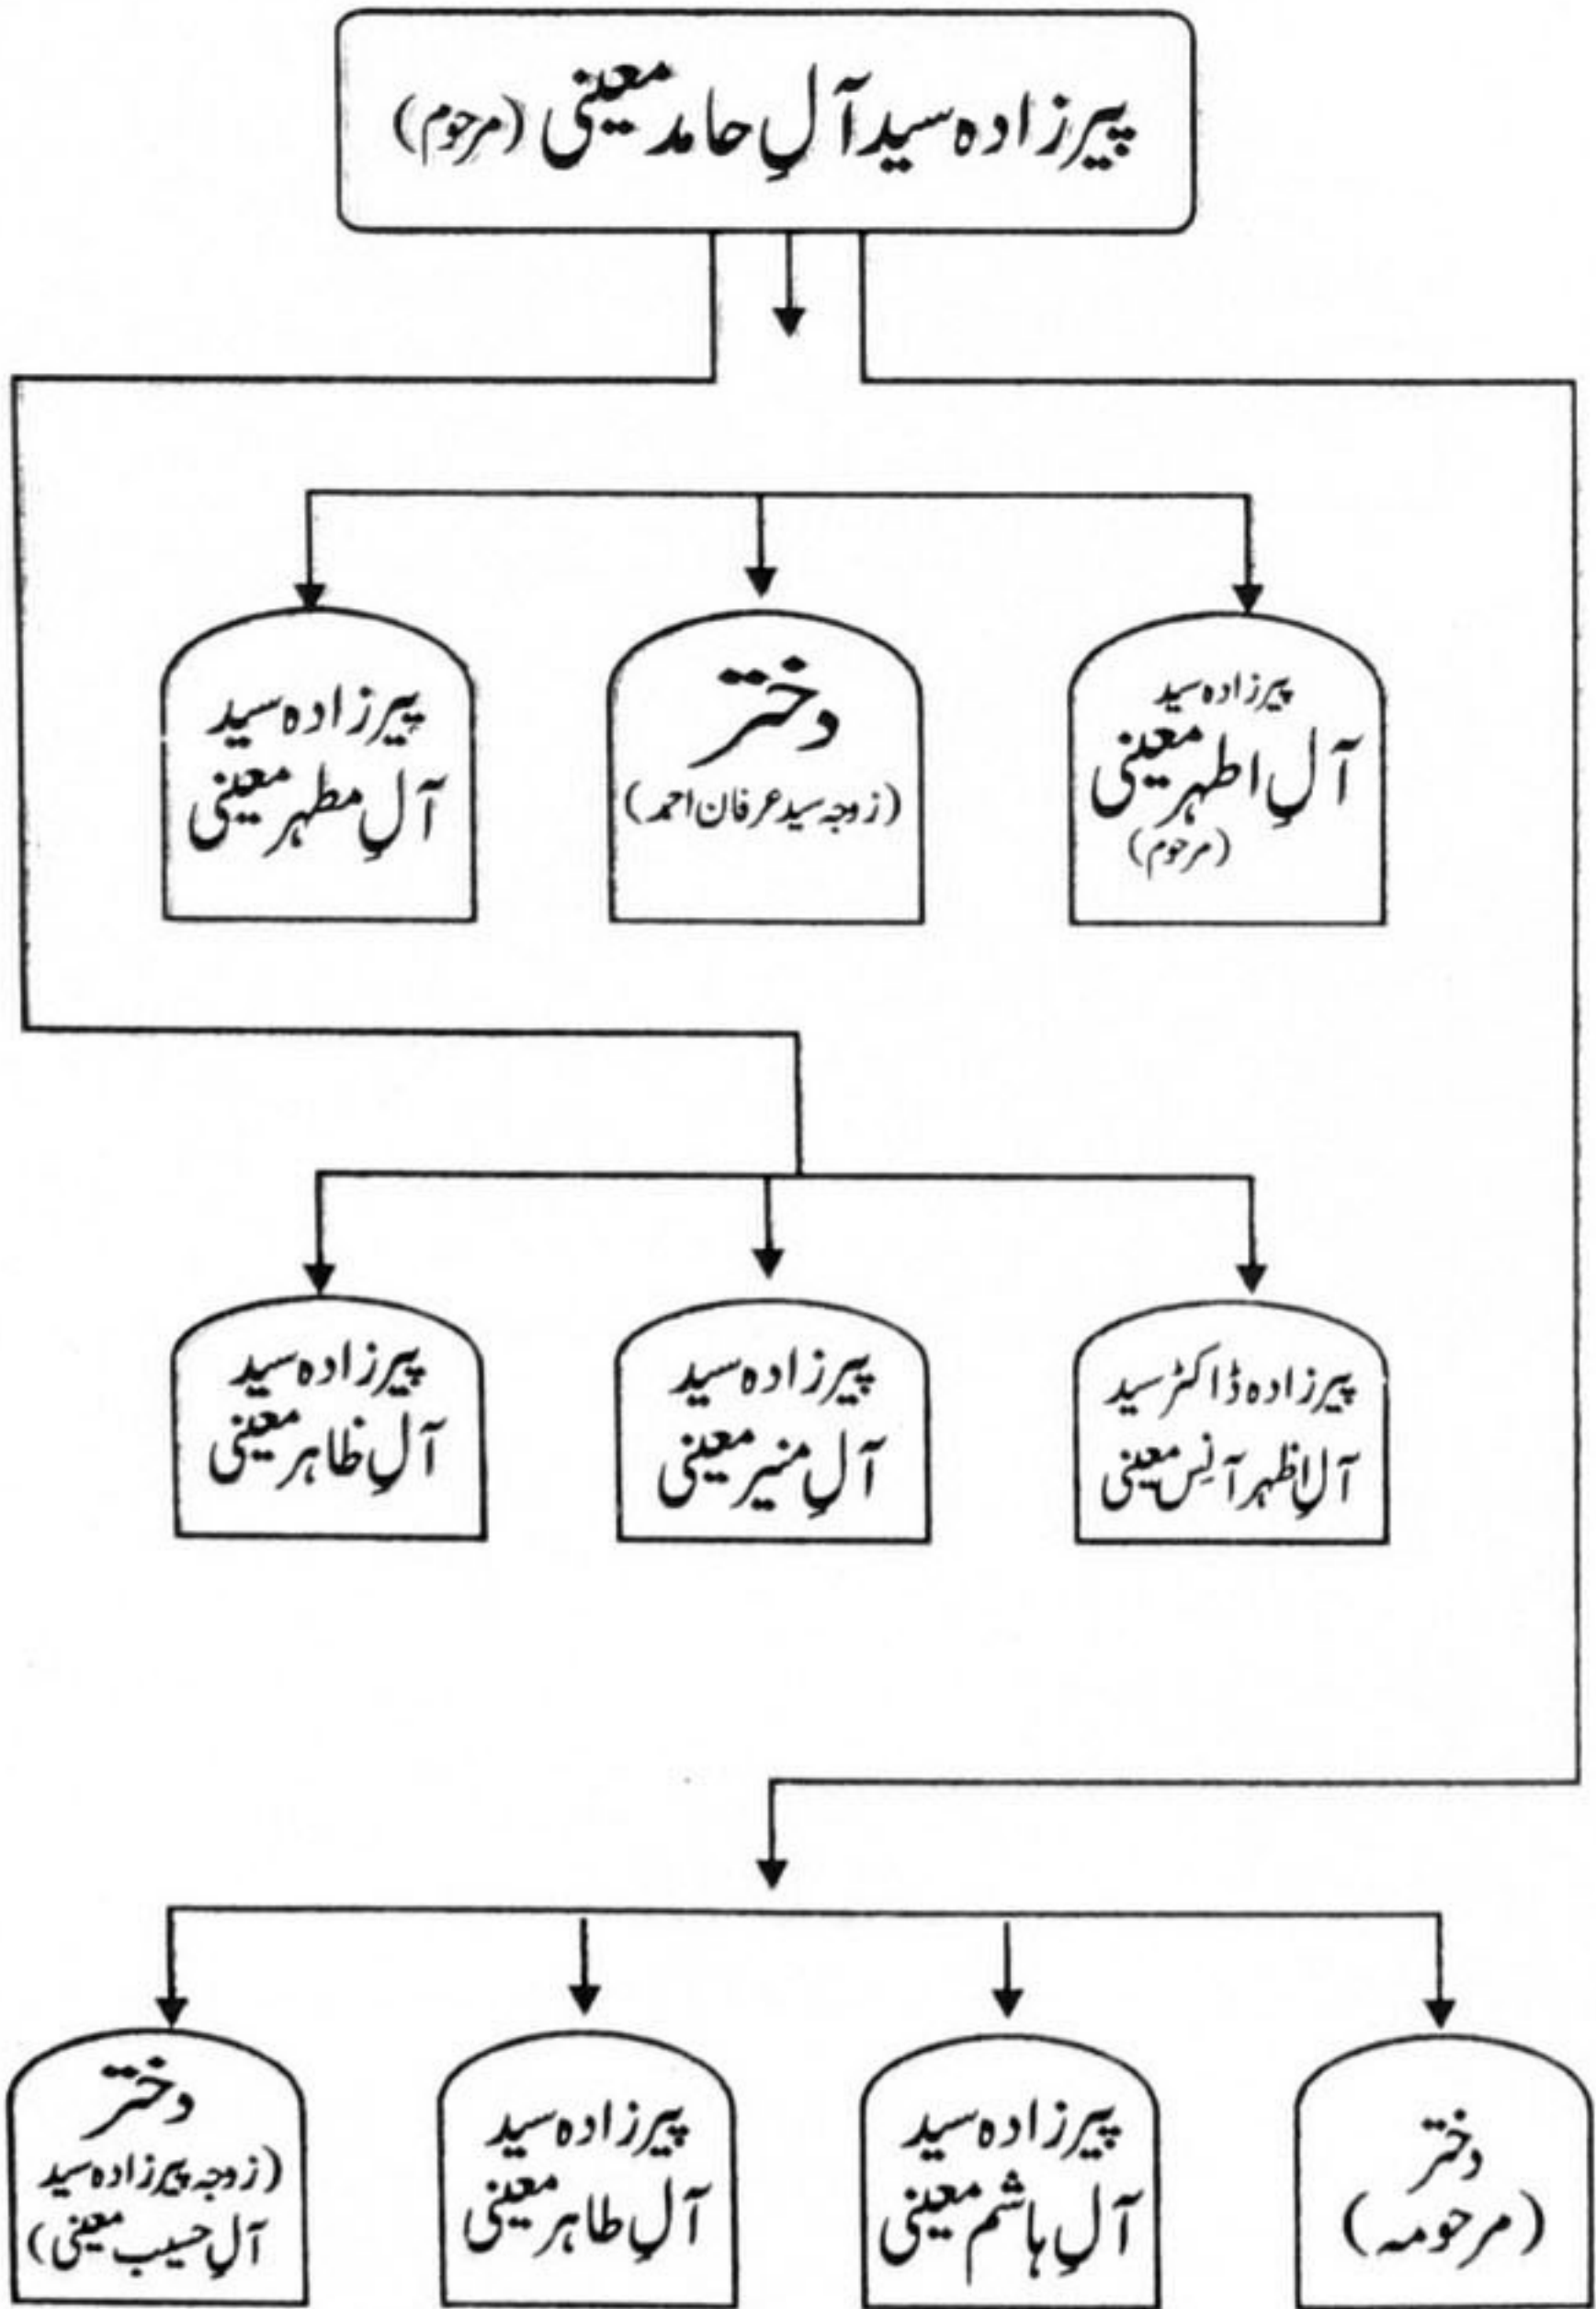 پیرزادہ سید آلِ حامد معینی (مرحوم)
پیرزادہ سید
آلِ اطہر معینی
(مرحوم)
دختر
(زوجہ سید عرفان احمد)
پیرزادہ سید
آلِ مطہر معینی
پیرزادہ ڈاکٹر سید
آلِ اظہر آنِس معینی
پیرزادہ سید
آلِ منیر معینی
پیرزادہ سید
آلِ ظاہر معینی
دختر
(مرحومہ)
پیرزادہ سید
آلِ ہاشم معینی
پیرزادہ سید
آلِ طاہر معینی
دختر
(زوجہ پیرزادہ سید
آلِ حسیب معینی)